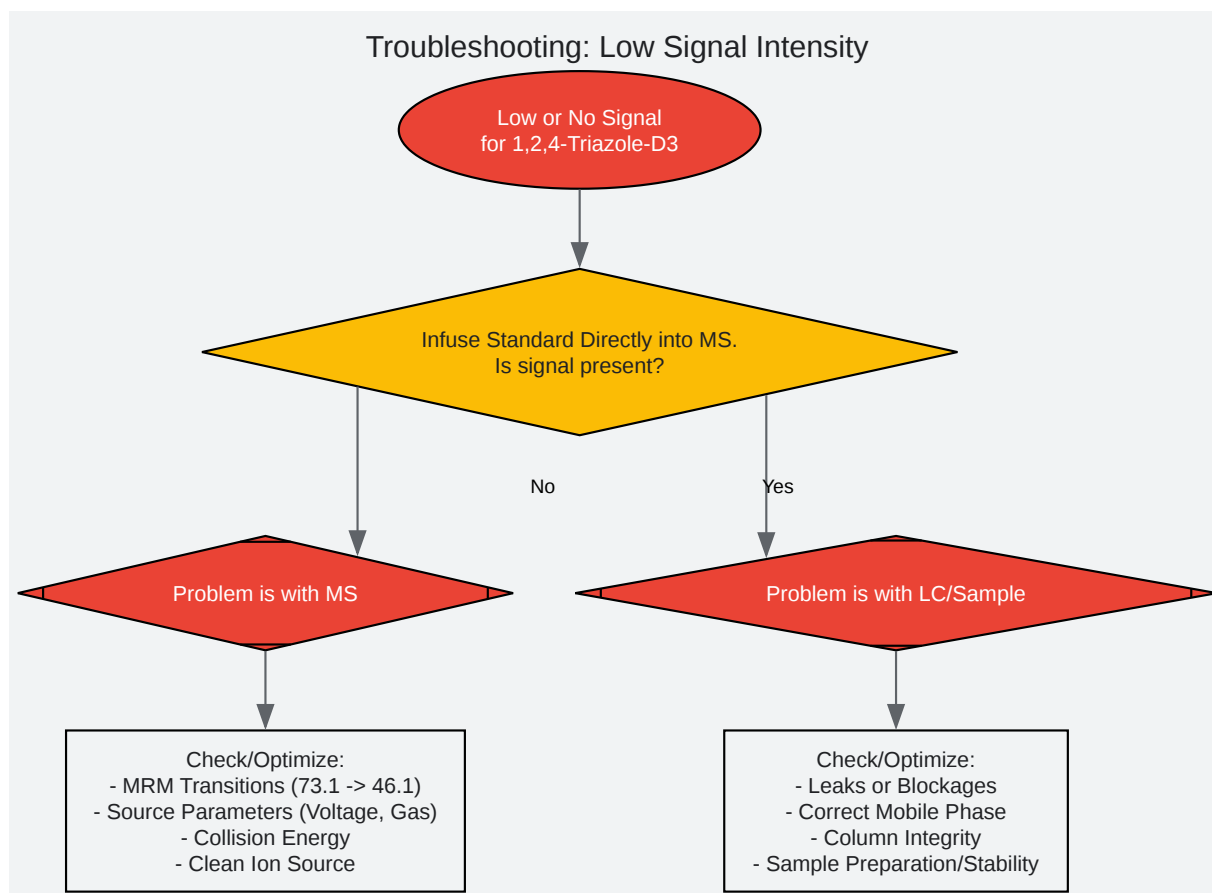 Troubleshooting: Low Signal Intensity
Low or No Signal
for 1,2,4-Triazole-D3
Infuse Standard Directly into MS.
Is signal present?
No
Yes
Problem is with MS
Problem is with LC/Sample
Check/Optimize:
- MRM Transitions (73.1 -> 46.1)
- Source Parameters (Voltage, Gas)
- Collision Energy
- Clean Ion Source
Check/Optimize:
- Leaks or Blockages
- Correct Mobile Phase
- Column Integrity
- Sample Preparation/Stability